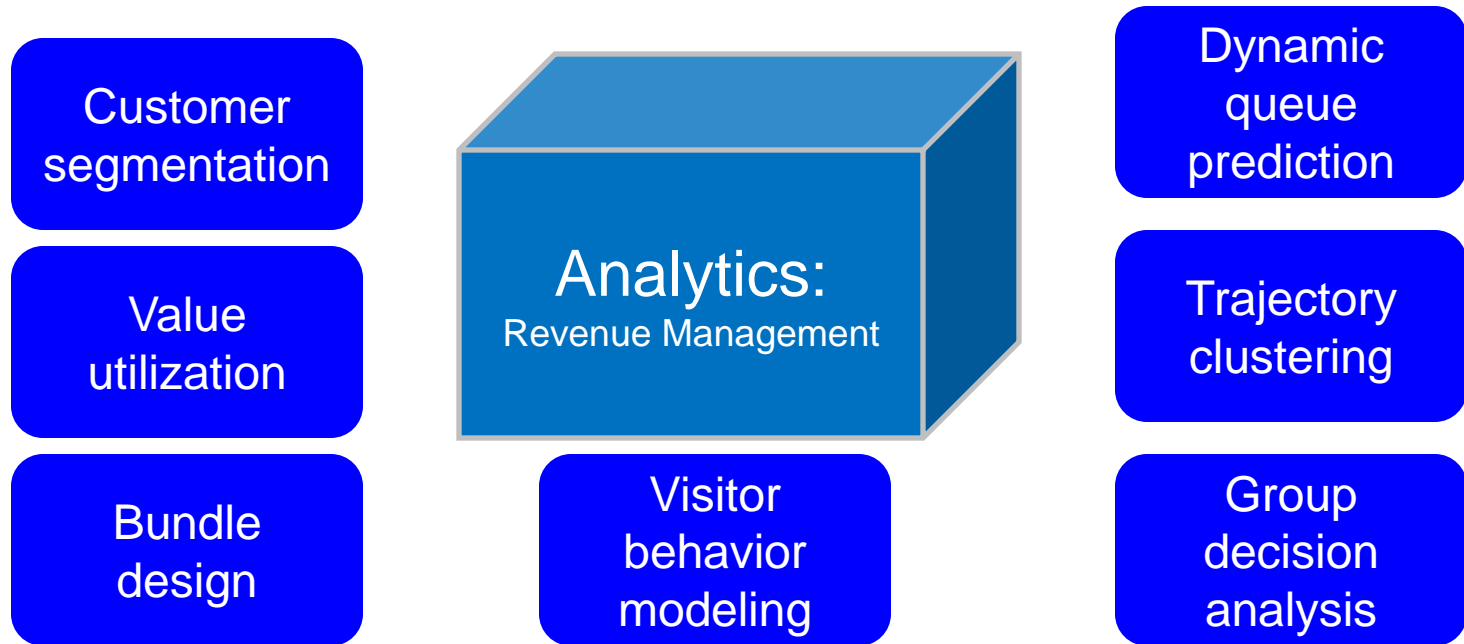 Customer
segmentation
Value
utilization
Bundle
design
Analytics:
Revenue Management
Visitor
behavior
modeling
Dynamic
queue
prediction
Trajectory
clustering
Group
decision
analysis